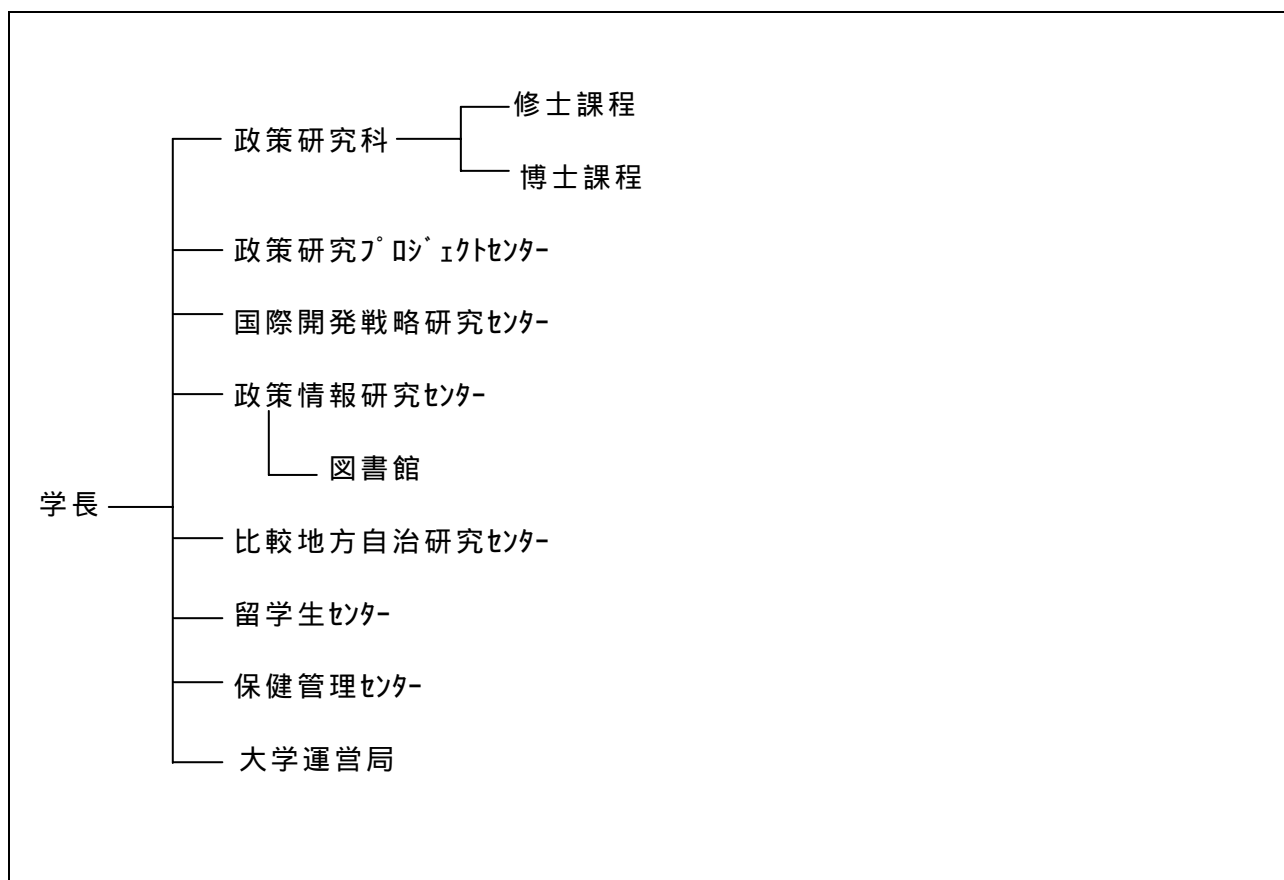 修士課程
政策研究科
博士課程
政策研究ﾌﾟﾛｼﾞｪｸﾄｾﾝﾀｰ
国際開発戦略研究ｾﾝﾀｰ
政策情報研究ｾﾝﾀｰ
図書館
学長
比較地方自治研究ｾﾝﾀｰ
留学生ｾﾝﾀｰ
保健管理ｾﾝﾀｰ
大学運営局